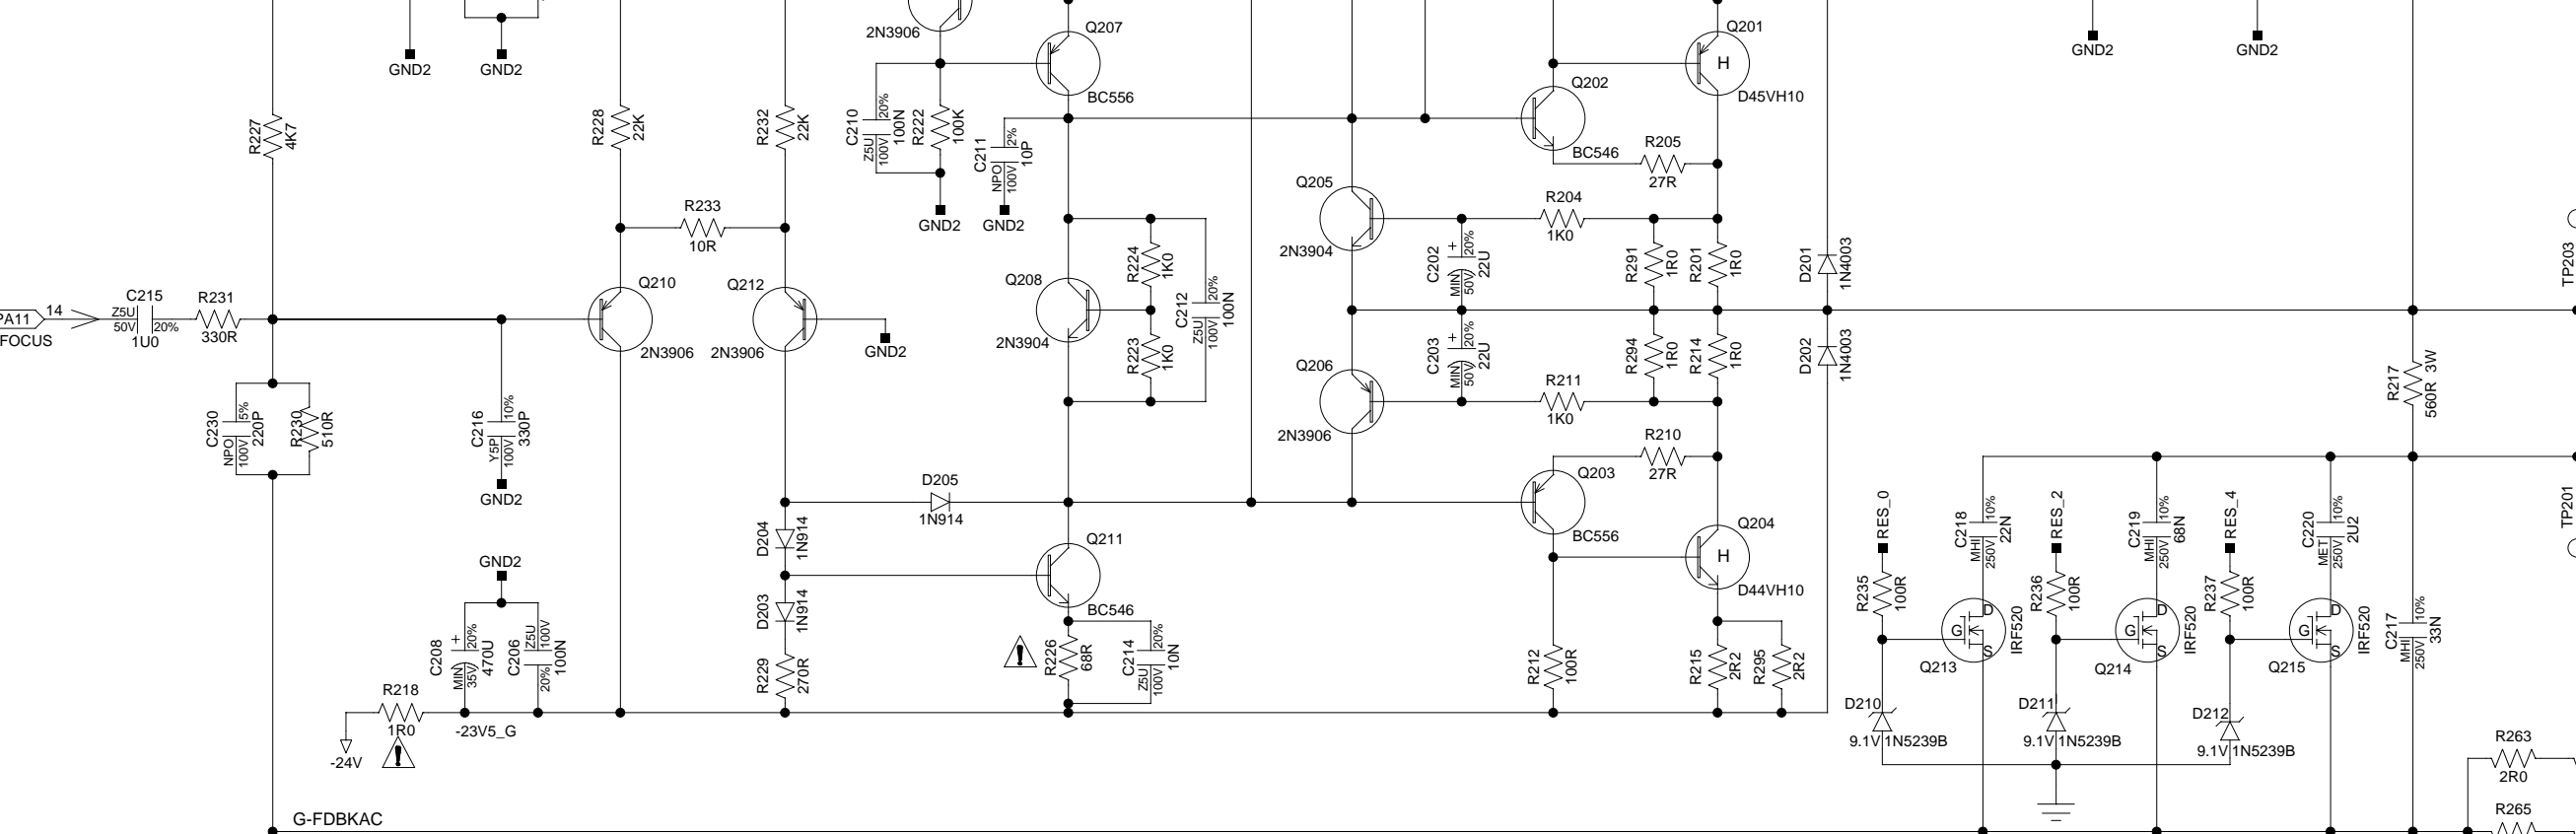 2N3906
Q207
BC556
GND2
GND2
GND2
GND2
Q201
H
D45VH10
Q202
BC546
R205
27R
R227
4K7
R228
22K
R232
22K
C210
20%
100N
Z5U
100V
R222
100K
C211
2%
10P
NPO
100V
GND2
GND2
R233
10R
Q205
2N3904
R204
1K0
C202
+
20%
22U
MIN
50V
R291
1R0
R201
1R0
D201
1N4003
TP203
R224
1K0
Q208
2N3904
R223
1K0
C212
20%
100N
Z5U
100V
PA11
14
FOCUS
C215
Z5U
50V
20%
1U0
R231
330R
Q210
2N3906
Q212
2N3906
GND2
C203
+
20%
22U
MIN
50V
R294
1R0
R214
1R0
D202
1N4003
Q206
2N3906
R211
1K0
R210
27R
R217
560R 3W
C230
5%
220P
NPO
100V
R230
510R
C216
10%
330P
Y5P
100V
GND2
D205
1N914
D204
1N914
D203
1N914
R229
270R
Q211
BC546
Q203
BC556
Q204
H
D44VH10
RES_0
RES_2
RES_4
C218
10%
22N
MHI
250V
C219
10%
68N
MHI
250V
C220
10%
2U2
MET
250V
TP201
R235
100R
R236
100R
R237
100R
G
D
S
IRF520
Q213
G
D
S
IRF520
Q214
G
D
S
IRF520
Q215
C217
10%
33N
MHI
250V
GND2
C208
+
20%
470U
MIN
35V
C206
Z5U
100V
100N
20%
R226
68R
C214
20%
10N
Z5U
100V
R212
100R
R215
2R2
R295
2R2
R218
1R0
-23V5_G
-24V
D210
9.1V 1N5239B
D211
9.1V 1N5239B
D212
9.1V 1N5239B
R263
2R0
R265
G-FDBKAC